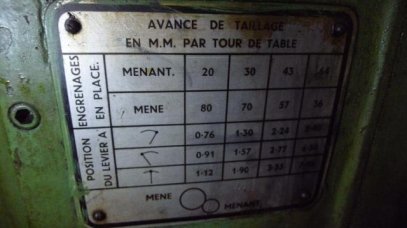 AVANCE DE TAILLAGE
EN M.M. PAR TOUR DE TABLE
ENGRENAGES
EN PLACE.
MENANT. 20 30 43 64
MENE 80 70 57 36
POSITION
DU LEVIER A
0·76 1·30 2·24
0·91 1·57 2·77
1·12 1·90
MENE
MENANT.